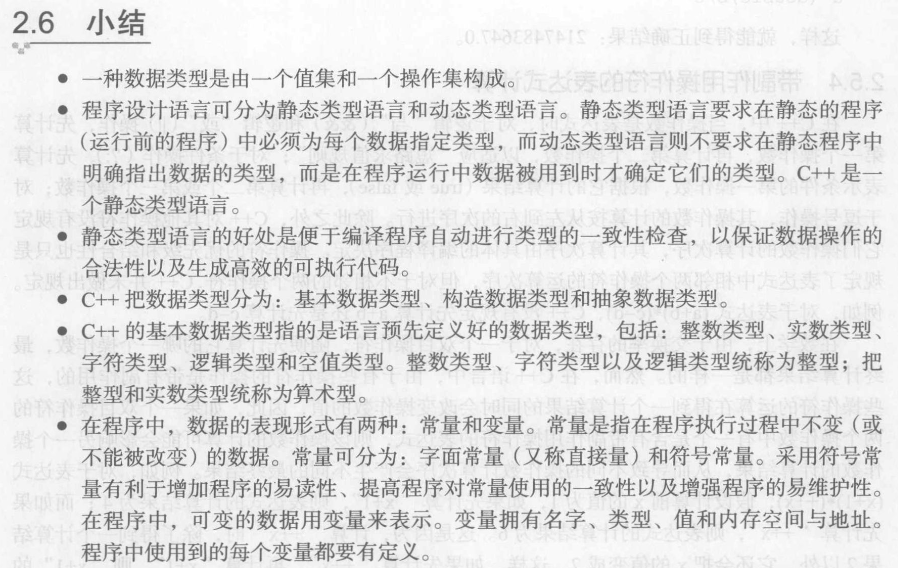 2.6 小结
● 一种数据类型是由一个值集和一个操作集构成。
● 程序设计语言可分为静态类型语言和动态类型语言。静态类型语言要求在静态的程序
(运行前的程序)中必须为每个数据指定类型,而动态类型语言则不要求在静态程序中
明确指出数据的类型,而是在程序运行中数据被用到时才确定它们的类型。C++ 是一
个静态类型语言。
● 静态类型语言的好处是便于编译程序自动进行类型的一致性检查,以保证数据操作的
合法性以及生成高效的可执行代码。
● C++ 把数据类型分为:基本数据类型、构造数据类型和抽象数据类型。
● C++ 的基本数据类型指的是语言预先定义好的数据类型,包括:整数类型、实数类型、
字符类型、逻辑类型和空值类型。整数类型、字符类型以及逻辑类型统称为整型;把
整型和实数类型统称为算术型。
● 在程序中,数据的表现形式有两种:常量和变量。常量是指在程序执行过程中不变(或
不能被改变)的数据。常量可分为:字面常量(又称直接量)和符号常量。采用符号常
量有利于增加程序的易读性、提高程序对常量使用的一致性以及增强程序的易维护性。
在程序中,可变的数据用变量来表示。变量拥有名字、类型、值和内存空间与地址。
程序中使用到的每个变量都要有定义。